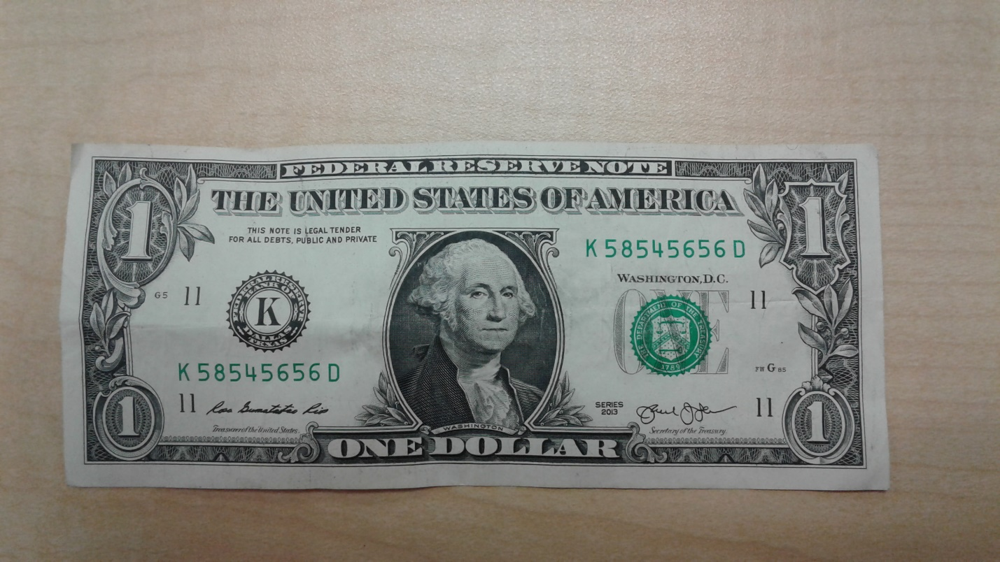 FEDERAL RESERVE NOTE
THE UNITED STATES OF AMERICA
1
1
THIS NOTE IS LEGAL TENDER
FOR ALL DEBTS, PUBLIC AND PRIVATE
K 58545656 D
WASHINGTON, D.C.
G5
11
11
FEDERAL RESERVE
BANK OF
K
DALLAS
TEXAS
ONE
THE DEPARTMENT OF THE TREASURY
1789
FW G 85
K 58545656 D
11
11
SERIES
2013
Treasurer of the United States.
Secretary of the Treasury.
WASHINGTON
1
1
ONE DOLLAR